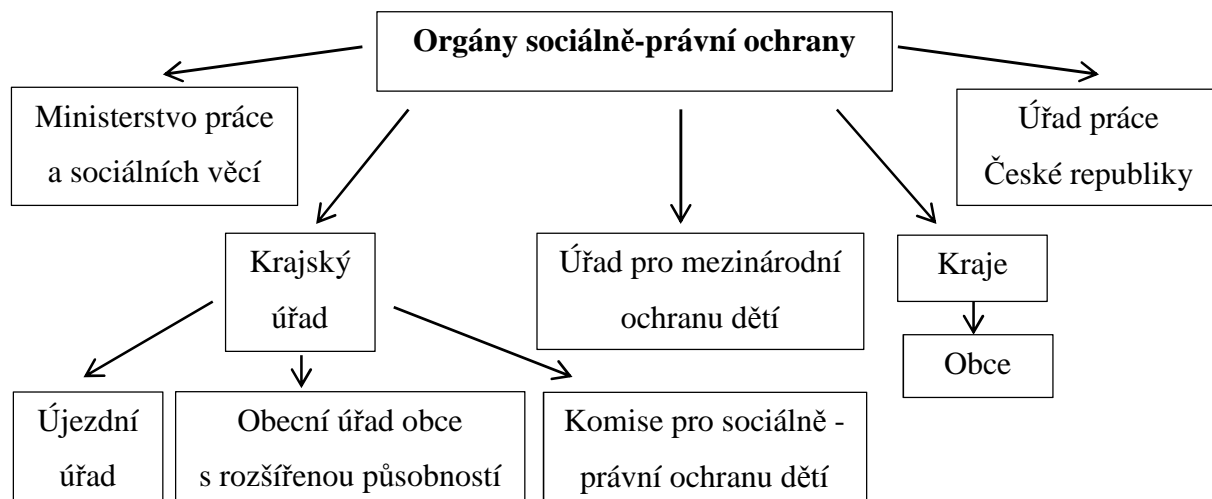 Orgány sociálně-právní ochrany
Ministerstvo práce
a sociálních věcí
Úřad práce
České republiky
Krajský
úřad
Úřad pro mezinárodní
ochranu dětí
Kraje
Obce
Újezdní
úřad
Obecní úřad obce
s rozšířenou působností
Komise pro sociálně -
právní ochranu dětí